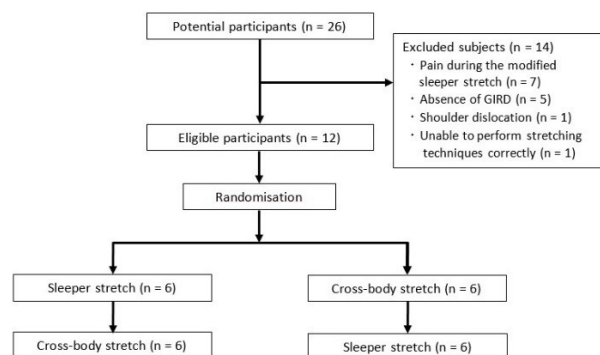 Potential participants (n = 26)
Excluded subjects (n = 14)
・Pain during the modified
sleeper stretch (n = 7)
・Absence of GIRD (n = 5)
・Shoulder dislocation (n = 1)
・Unable to perform stretching
techniques correctly (n = 1)
Eligible participants (n = 12)
Randomisation
Sleeper stretch (n = 6)
Cross-body stretch (n = 6)
Cross-body stretch (n = 6)
Sleeper stretch (n = 6)